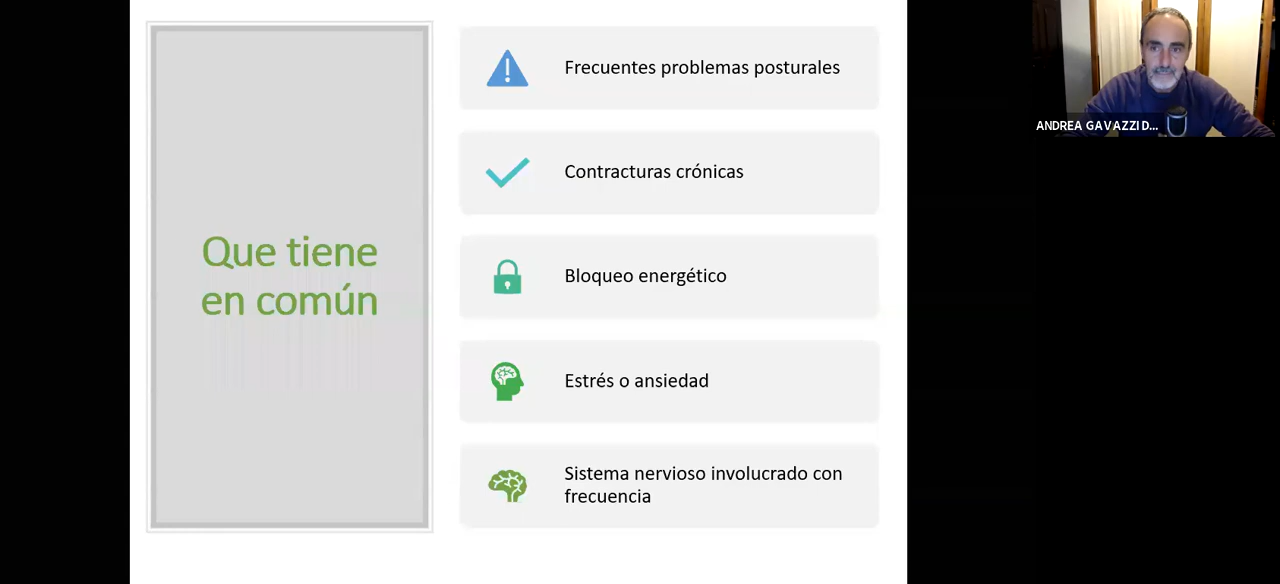 Que tiene
en común
Frecuentes problemas posturales
Contracturas crónicas
Bloqueo energético
Estrés o ansiedad
Sistema nervioso involucrado con
frecuencia
ANDREA GAVAZZI D...